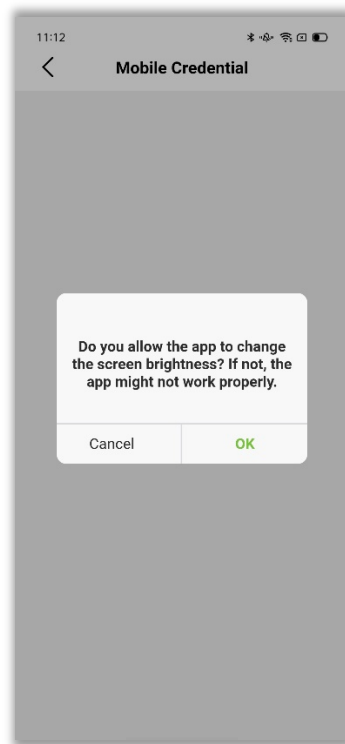 11:12
Mobile Credential
Do you allow the app to change
the screen brightness? If not, the
app might not work properly.
Cancel
OK